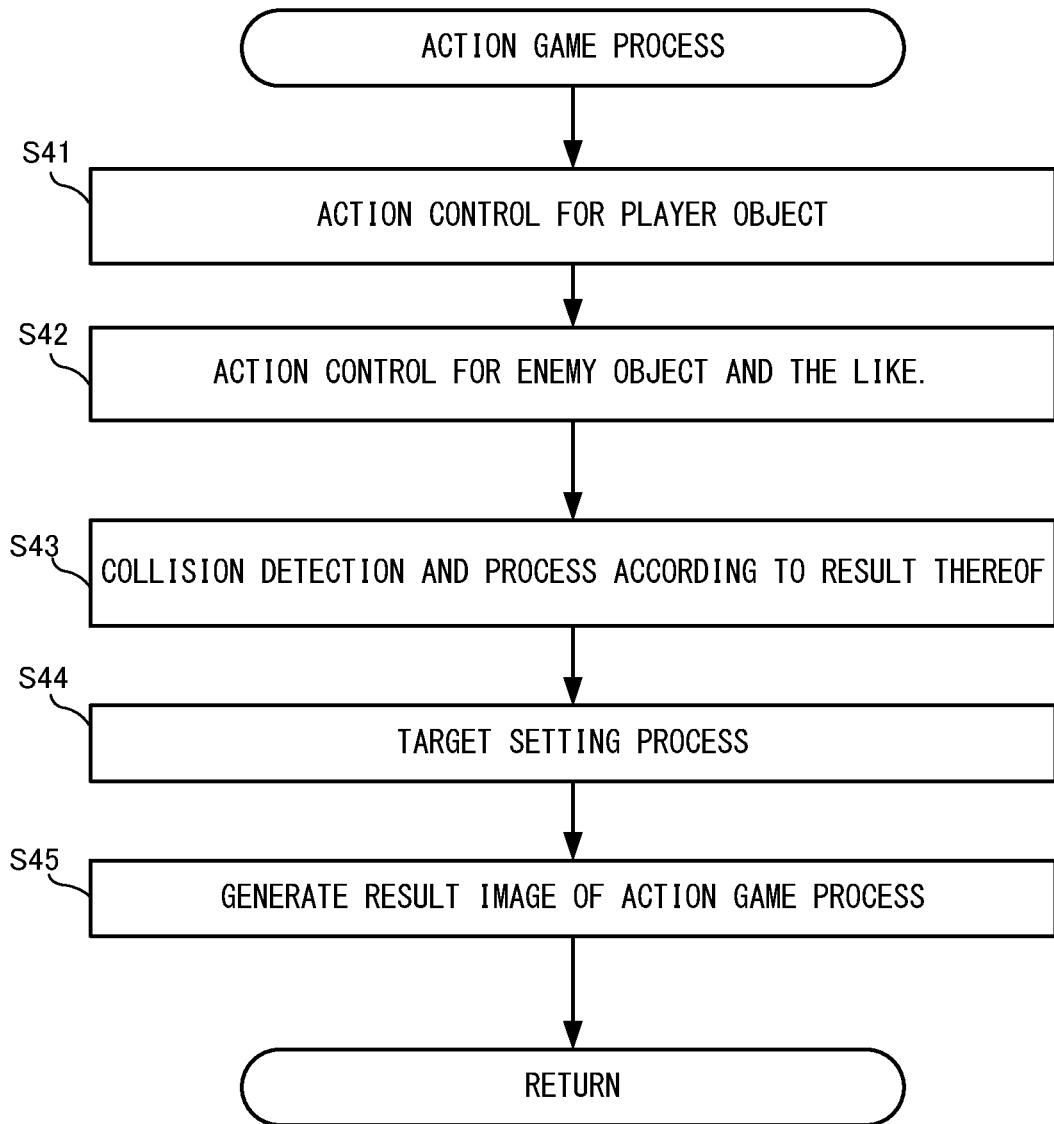 ACTION GAME PROCESS
S41
ACTION CONTROL FOR PLAYER OBJECT
S42
ACTION CONTROL FOR ENEMY OBJECT AND THE LIKE.
S43
COLLISION DETECTION AND PROCESS ACCORDING TO RESULT THEREOF
S44
TARGET SETTING PROCESS
S45
GENERATE RESULT IMAGE OF ACTION GAME PROCESS
RETURN